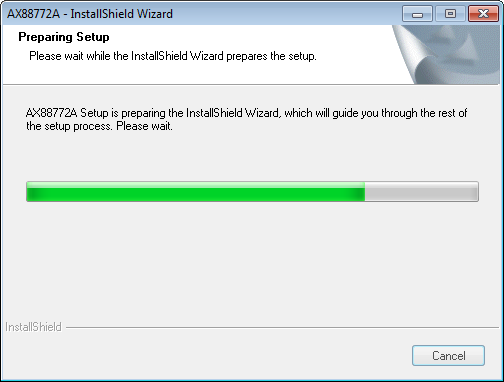 AX88772A - InstallShield Wizard
Preparing Setup
Please wait while the InstallShield Wizard prepares the setup.
AX88772A Setup is preparing the InstallShield Wizard, which will guide you through the rest of
the setup process. Please wait.
InstallShield
Cancel